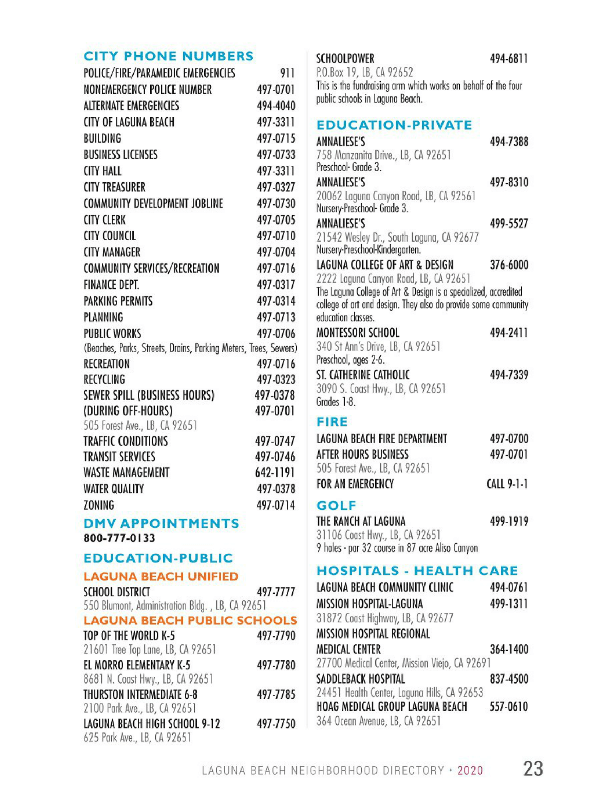 CITY PHONE NUMBERS
POLICE/FIRE/PARAMEDIC EMERGENCIES 911
NONEMERGENCY POLICE NUMBER 497-0701
ALTERNATE EMERGENCIES 494-4040
CITY OF LAGUNA BEACH 497-3311
BUILDING 497-0715
BUSINESS LICENSES 497-0733
CITY HALL 497-3311
CITY TREASURER 497-0327
COMMUNITY DEVELOPMENT JOBLINE 497-0730
CITY CLERK 497-0705
CITY COUNCIL 497-0710
CITY MANAGER 497-0704
COMMUNITY SERVICES/RECREATION 497-0716
FINANCE DEPT. 497-0317
PARKING PERMITS 497-0314
PLANNING 497-0713
PUBLIC WORKS 497-0706
(Beaches, Parks, Streets, Drains, Parking Meters, Trees, Sewers)
RECREATION 497-0716
RECYCLING 497-0323
SEWER SPILL (BUSINESS HOURS) 497-0378
(DURING OFF-HOURS) 497-0701
505 Forest Ave., LB, CA 92651
TRAFFIC CONDITIONS 497-0747
TRANSIT SERVICES 497-0746
WASTE MANAGEMENT 642-1191
WATER QUALITY 497-0378
ZONING 497-0714
DMV APPOINTMENTS
800-777-0133
EDUCATION-PUBLIC
LAGUNA BEACH UNIFIED
SCHOOL DISTRICT 497-7777
550 Blumont, Administration Bldg. , LB, CA 92651
LAGUNA BEACH PUBLIC SCHOOLS
TOP OF THE WORLD K-5 497-7790
21601 Tree Top Lane, LB, CA 92651
EL MORRO ELEMENTARY K-5 497-7780
8681 N. Coast Hwy., LB, CA 92651
THURSTON INTERMEDIATE 6-8 497-7785
2100 Park Ave., LB, CA 92651
LAGUNA BEACH HIGH SCHOOL 9-12 497-7750
625 Park Ave., LB, CA 92651
SCHOOLPOWER 494-6811
P.O.Box 19, LB, CA 92652
This is the fundraising arm which works on behalf of the four
public schools in Laguna Beach.
EDUCATION-PRIVATE
ANNALIESE'S 494-7388
758 Manzanita Drive., LB, CA 92651
Preschool- Grade 3.
ANNALIESE'S 497-8310
20062 Laguna Canyon Road, LB, CA 92561
Nursery-Preschool- Grade 3.
ANNALIESE'S 499-5527
21542 Wesley Dr., South Laguna, CA 92677
Nursery-Preschool-Kindergarten.
LAGUNA COLLEGE OF ART & DESIGN 376-6000
2222 Laguna Canyon Road, LB, CA 92651
The Laguna College of Art & Design is a specialized, accredited
college of art and design. They also do provide some community
education classes.
MONTESSORI SCHOOL 494-2411
340 St Ann's Drive, LB, CA 92651
Preschool, ages 2-6.
ST. CATHERINE CATHOLIC 494-7339
3090 S. Coast Hwy., LB, CA 92651
Grades 1-8.
FIRE
LAGUNA BEACH FIRE DEPARTMENT 497-0700
AFTER HOURS BUSINESS 497-0701
505 Forest Ave., LB, CA 92651
FOR AN EMERGENCY CALL 9-1-1
GOLF
THE RANCH AT LAGUNA 499-1919
31106 Coast Hwy., LB, CA 92651
9 holes - par 32 course in 87 acre Aliso Canyon
HOSPITALS - HEALTH CARE
LAGUNA BEACH COMMUNITY CLINIC 494-0761
MISSION HOSPITAL-LAGUNA 499-1311
31872 Coast Highway, LB, CA 92677
MISSION HOSPITAL REGIONAL
MEDICAL CENTER 364-1400
27700 Medical Center, Mission Viejo, CA 92691
SADDLEBACK HOSPITAL 837-4500
24451 Health Center, Laguna Hills, CA 92653
HOAG MEDICAL GROUP LAGUNA BEACH 557-0610
364 Ocean Avenue, LB, CA 92651
LAGUNA BEACH NEIGHBORHOOD DIRECTORY • 2020 23